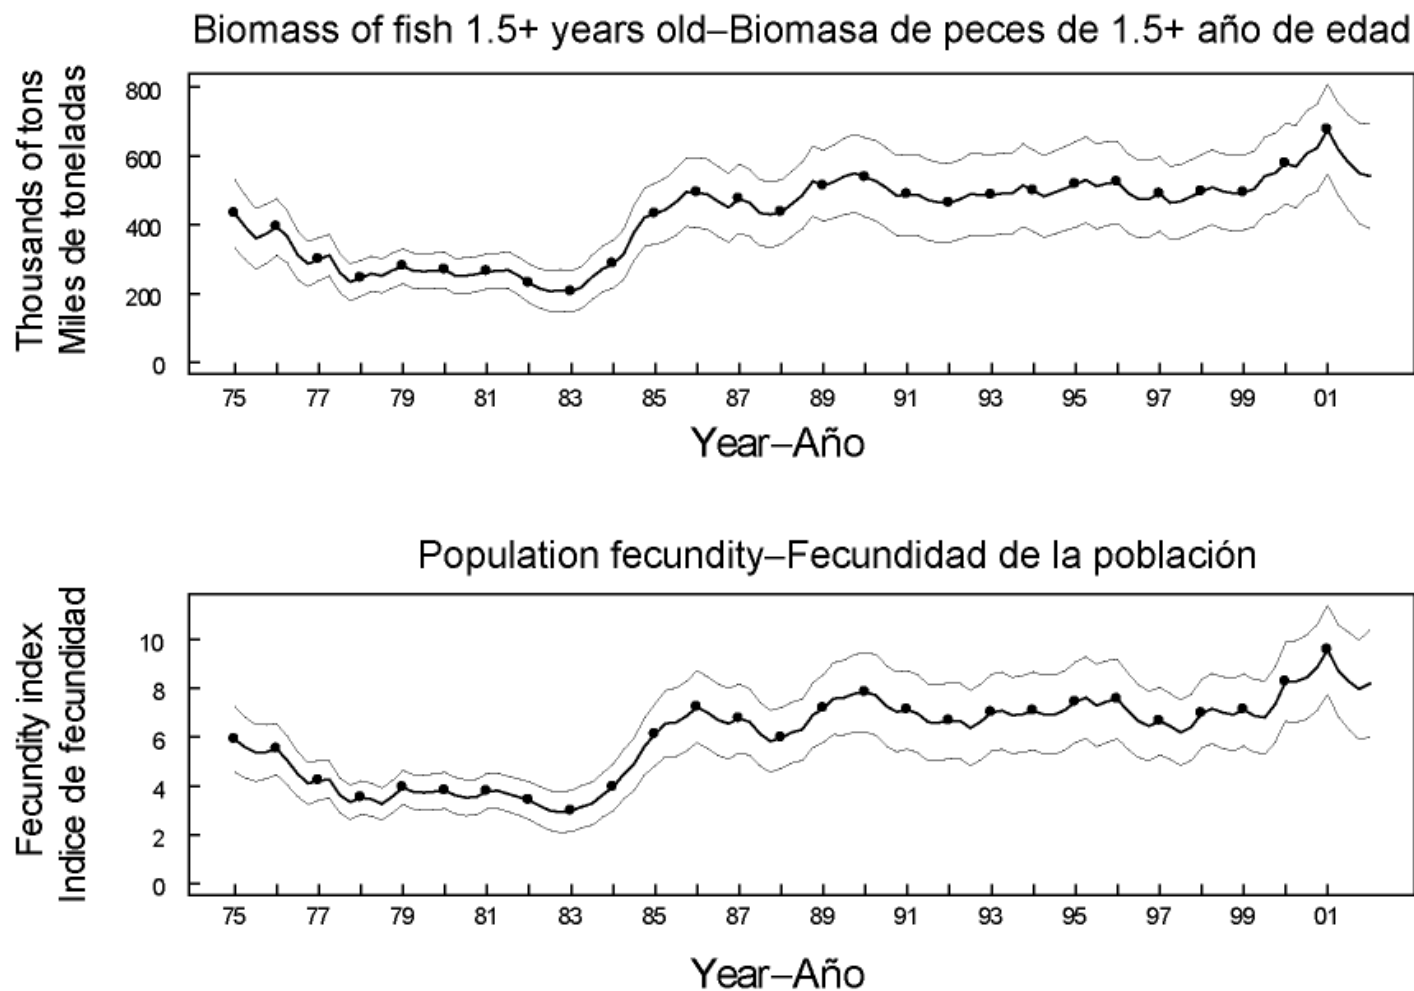 Biomass of fish 1.5+ years old–Biomasa de peces de 1.5+ año de edad
Thousands of tons
Miles de toneladas
800
600
400
200
0
75 77 79 81 83 85 87 89 91 93 95 97 99 01
Year–Año
Population fecundity–Fecundidad de la población
Fecundity index
Indice de fecundidad
10
8
6
4
2
0
75 77 79 81 83 85 87 89 91 93 95 97 99 01
Year–Año